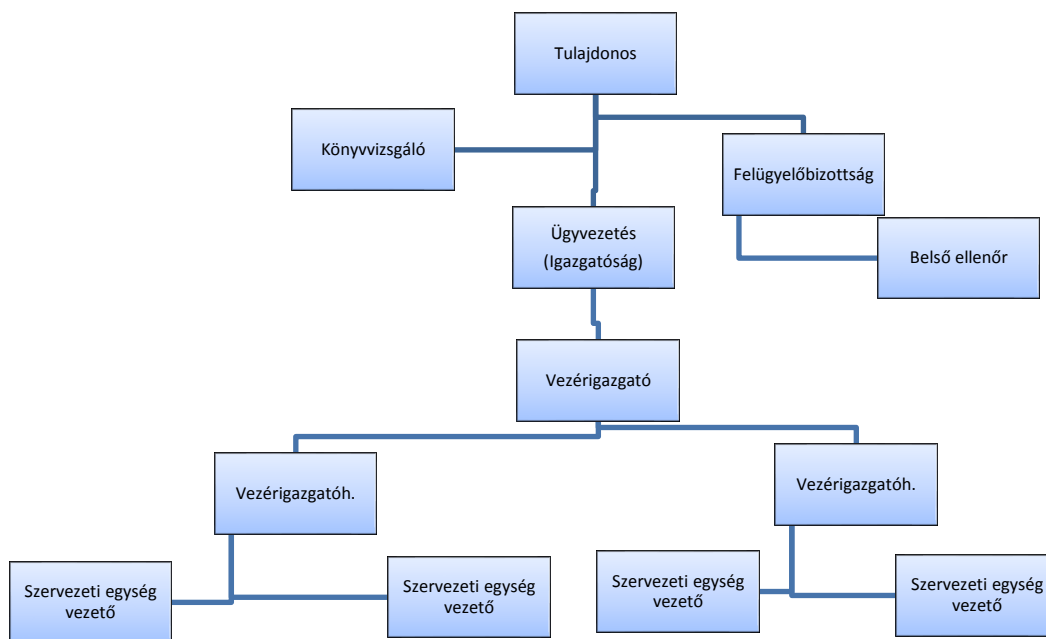 Tulajdonos
Könyvvizsgáló
Felügyelőbizottság
Ügyvezetés
(Igazgatóság)
Belső ellenőr
Vezérigazgató
Vezérigazgatóh.
Vezérigazgatóh.
Szervezeti egység
vezető
Szervezeti egység
vezető
Szervezeti egység
vezető
Szervezeti egység
vezető